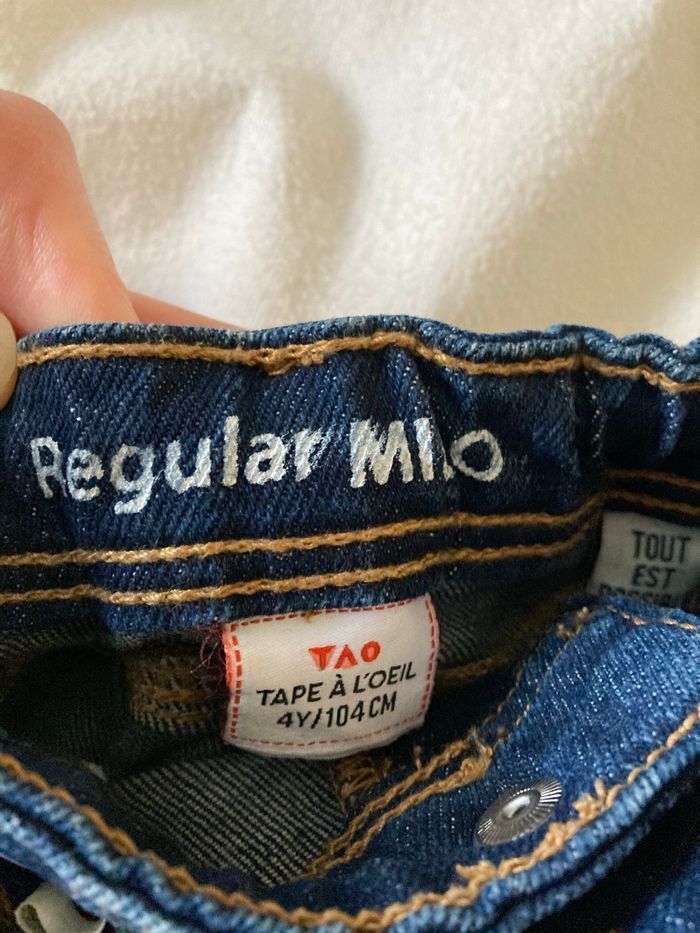 Regular Milo
TOUT
EST
TAO
TAPE À L'OEIL
4Y/104CM